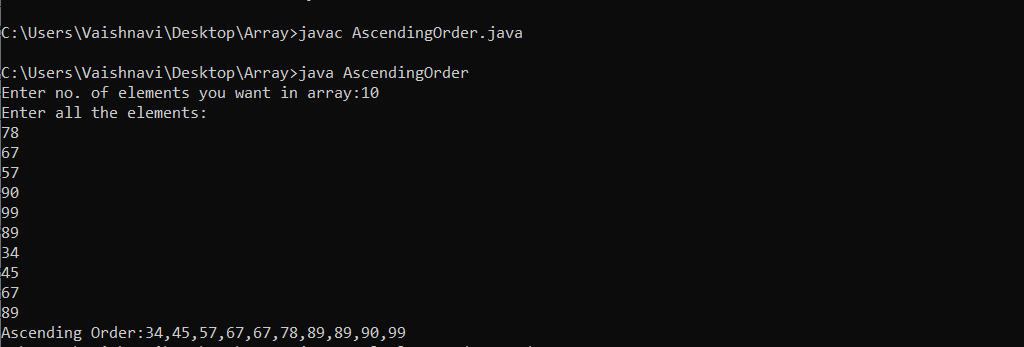 C:\Users\Vaishnavi\Desktop\Array>javac AscendingOrder.java
C:\Users\Vaishnavi\Desktop\Array>java AscendingOrder
Enter no. of elements you want in array:10
Enter all the elements:
78
67
57
90
99
89
34
45
67
89
Ascending Order:34,45,57,67,67,78,89,89,90,99